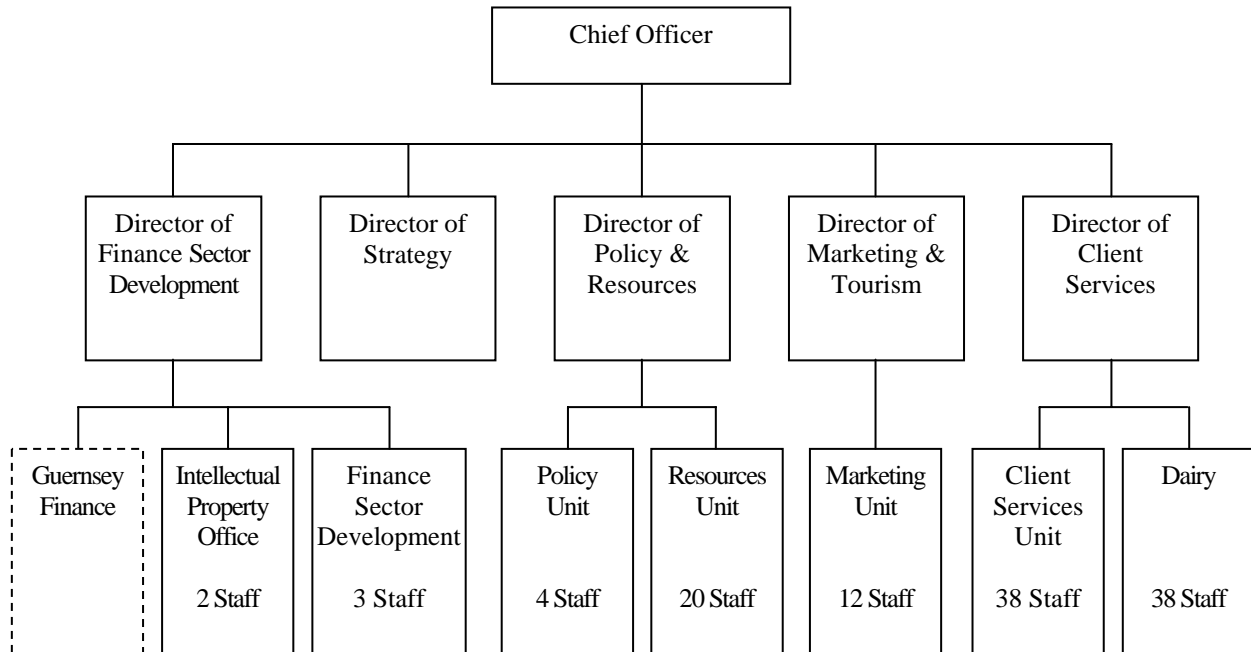 Chief Officer
Director of
Finance Sector
Development
Director of
Strategy
Director of
Policy &
Resources
Director of
Marketing &
Tourism
Director of
Client
Services
Guernsey
Finance
Intellectual
Property
Office
2 Staff
Finance
Sector
Development
3 Staff
Policy
Unit
4 Staff
Resources
Unit
20 Staff
Marketing
Unit
12 Staff
Client
Services
Unit
38 Staff
Dairy
38 Staff